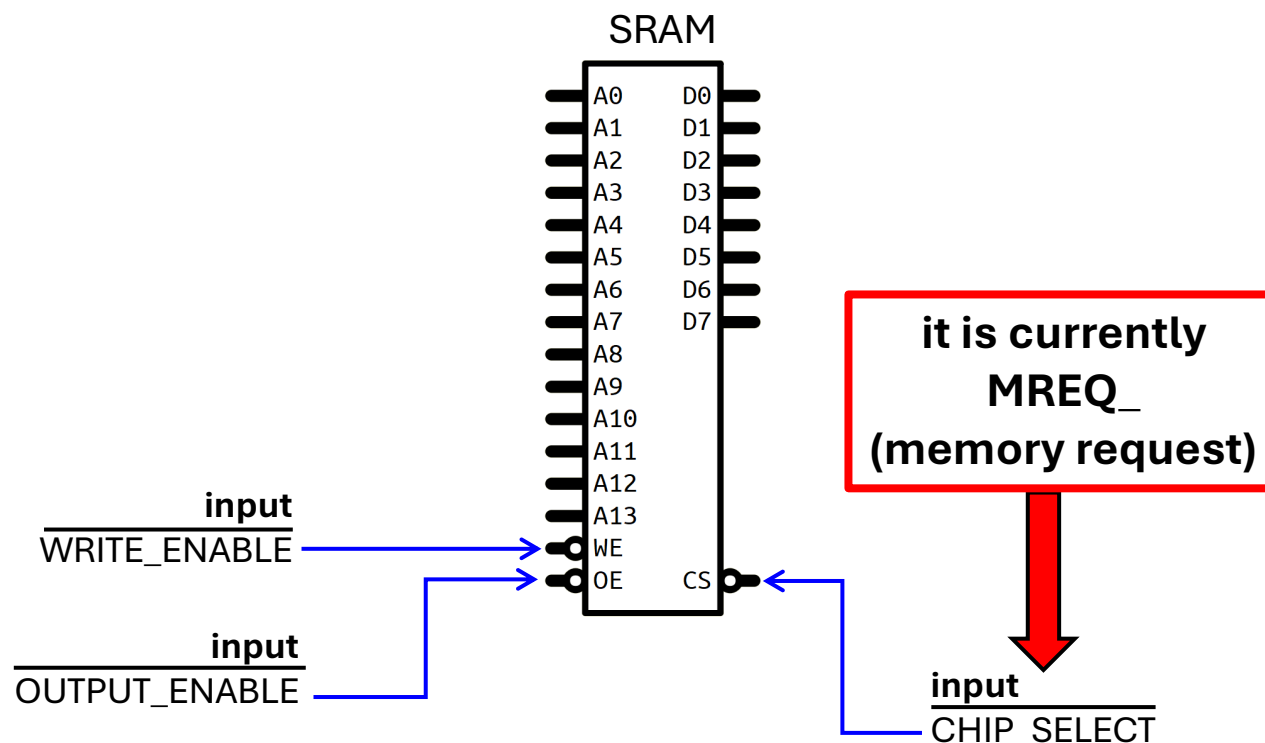 SRAM
A0 D0
A1 D1
A2 D2
A3 D3
A4 D4
A5 D5
A6 D6
A7 D7
A8
A9
A10
A11
A12
A13
WE
OE CS
it is currently
MREQ_
(memory request)
input
WRITE_ENABLE
input
OUTPUT_ENABLE
input
CHIP_SELECT